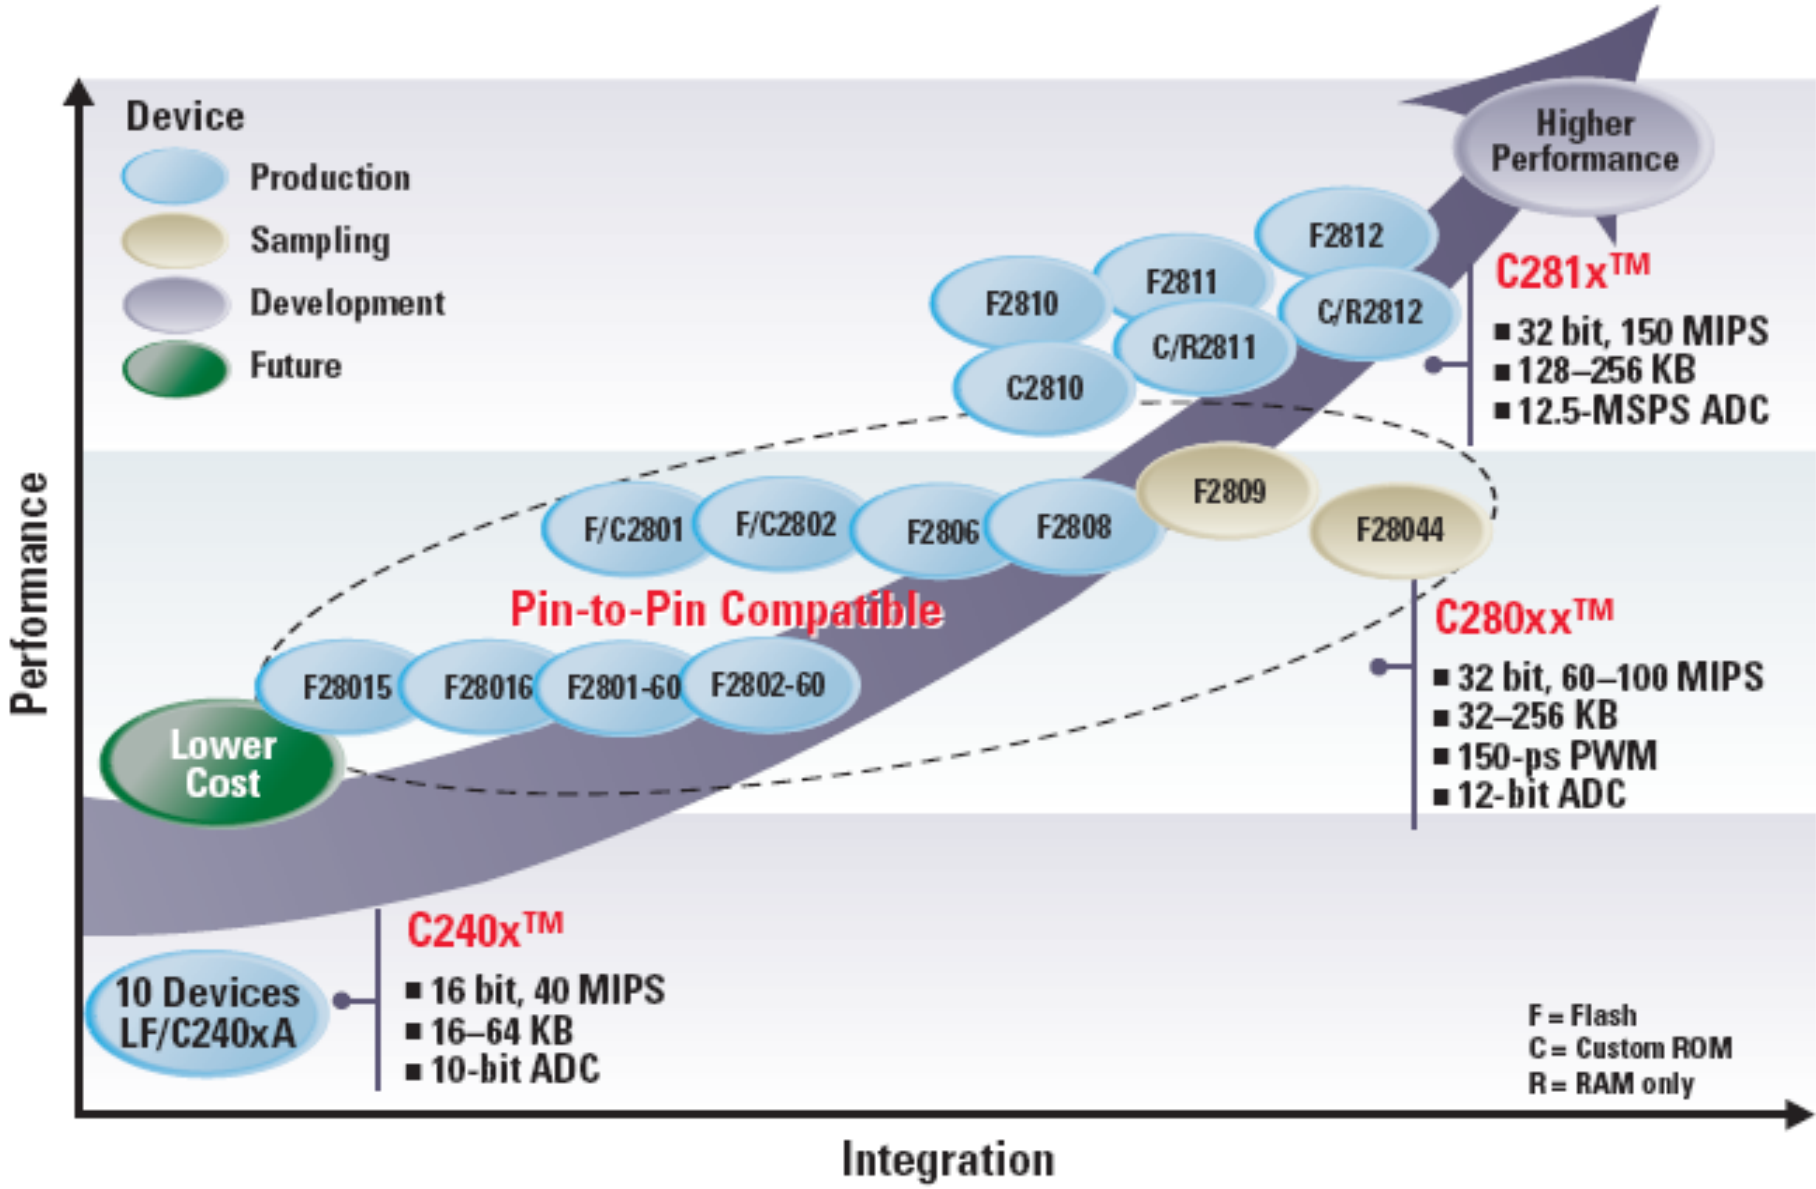 Device
Production
Sampling
Development
Future
Higher
Performance
F2812
F2811
F2810
C/R2812
C/R2811
C2810
C281x™
■ 32 bit, 150 MIPS
■ 128–256 KB
■ 12.5-MSPS ADC
F2809
F28044
F/C2801
F/C2802
F2806
F2808
Pin-to-Pin Compatible
F28015
F28016
F2801-60
F2802-60
Lower
Cost
C280xx™
■ 32 bit, 60–100 MIPS
■ 32–256 KB
■ 150-ps PWM
■ 12-bit ADC
C240x™
■ 16 bit, 40 MIPS
■ 16–64 KB
■ 10-bit ADC
10 Devices
LF/C240xA
F = Flash
C = Custom ROM
R = RAM only
Performance
Integration